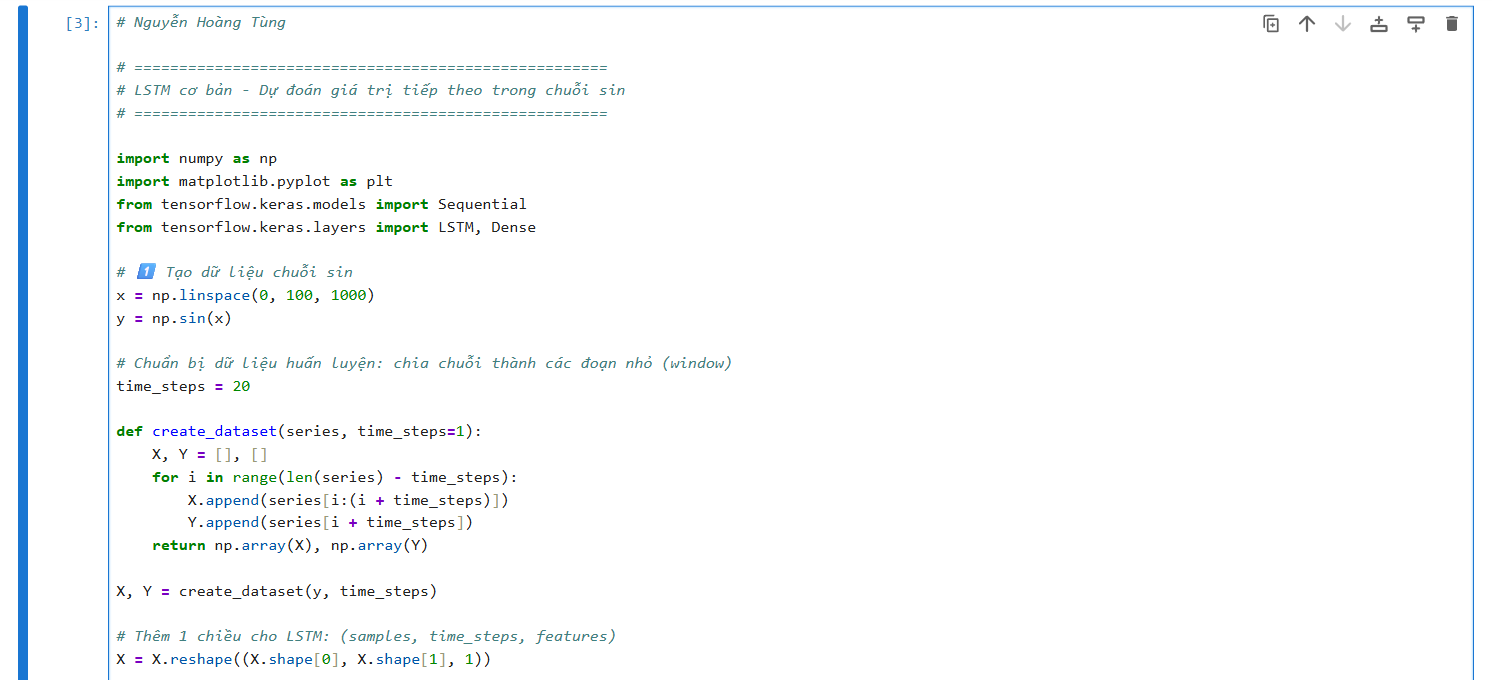 [3]:
# Nguyễn Hoàng Tùng
# =====================================================
# LSTM cơ bản - Dự đoán giá trị tiếp theo trong chuỗi sin
# =====================================================
import numpy as np
import matplotlib.pyplot as plt
from tensorflow.keras.models import Sequential
from tensorflow.keras.layers import LSTM, Dense
# 1️⃣ Tạo dữ liệu chuỗi sin
x = np.linspace(0, 100, 1000)
y = np.sin(x)
# Chuẩn bị dữ liệu huấn luyện: chia chuỗi thành các đoạn nhỏ (window)
time_steps = 20
def create_dataset(series, time_steps=1):
    X, Y = [], []
    for i in range(len(series) - time_steps):
        X.append(series[i:(i + time_steps)])
        Y.append(series[i + time_steps])
    return np.array(X), np.array(Y)
X, Y = create_dataset(y, time_steps)
# Thêm 1 chiều cho LSTM: (samples, time_steps, features)
X = X.reshape((X.shape[0], X.shape[1], 1))